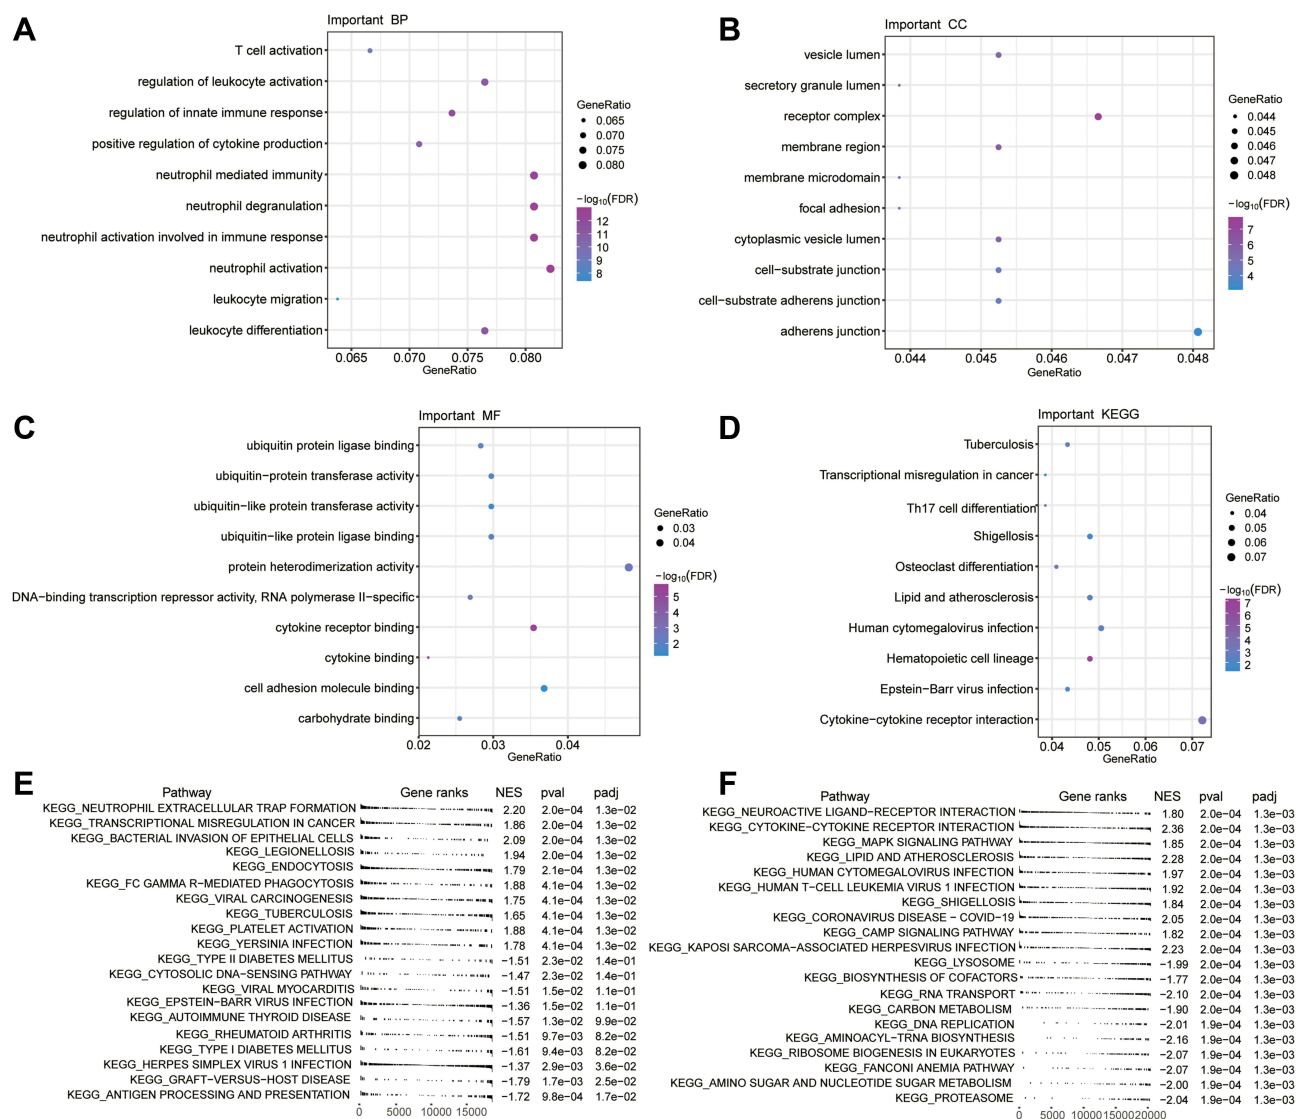 A
Important BP
T cell activation
regulation of leukocyte activation
regulation of innate immune response
positive regulation of cytokine production
neutrophil mediated immunity
neutrophil degranulation
neutrophil activation involved in immune response
neutrophil activation
leukocyte migration
leukocyte differentiation
0.065 0.070 0.075 0.080
GeneRatio
GeneRatio
0.065
0.070
0.075
0.080
−log10(FDR)
12
11
10
9
8
B
Important CC
vesicle lumen
secretory granule lumen
receptor complex
membrane region
membrane microdomain
focal adhesion
cytoplasmic vesicle lumen
cell−substrate junction
cell−substrate adherens junction
adherens junction
0.044 0.045 0.046 0.047 0.048
GeneRatio
GeneRatio
0.044
0.045
0.046
0.047
0.048
−log10(FDR)
7
6
5
4
C
Important MF
ubiquitin protein ligase binding
ubiquitin−protein transferase activity
ubiquitin−like protein transferase activity
ubiquitin−like protein ligase binding
protein heterodimerization activity
DNA−binding transcription repressor activity, RNA polymerase II−specific
cytokine receptor binding
cytokine binding
cell adhesion molecule binding
carbohydrate binding
0.02 0.03 0.04
GeneRatio
GeneRatio
0.03
0.04
−log10(FDR)
5
4
3
2
D
Important KEGG
Tuberculosis
Transcriptional misregulation in cancer
Th17 cell differentiation
Shigellosis
Osteoclast differentiation
Lipid and atherosclerosis
Human cytomegalovirus infection
Hematopoietic cell lineage
Epstein−Barr virus infection
Cytokine−cytokine receptor interaction
0.04 0.05 0.06 0.07
GeneRatio
GeneRatio
0.04
0.05
0.06
0.07
−log10(FDR)
7
6
5
4
3
2
E
Pathway Gene ranks NES pval padj
KEGG_NEUTROPHIL EXTRACELLULAR TRAP FORMATION 2.20 2.0e−04 1.3e−02
KEGG_TRANSCRIPTIONAL MISREGULATION IN CANCER 1.86 2.0e−04 1.3e−02
KEGG_BACTERIAL INVASION OF EPITHELIAL CELLS 2.09 2.0e−04 1.3e−02
KEGG_LEGIONELLOSIS 1.94 2.0e−04 1.3e−02
KEGG_ENDOCYTOSIS 1.79 2.1e−04 1.3e−02
KEGG_FC GAMMA R−MEDIATED PHAGOCYTOSIS 1.88 4.1e−04 1.3e−02
KEGG_VIRAL CARCINOGENESIS 1.75 4.1e−04 1.3e−02
KEGG_TUBERCULOSIS 1.65 4.1e−04 1.3e−02
KEGG_PLATELET ACTIVATION 1.88 4.1e−04 1.3e−02
KEGG_YERSINIA INFECTION 1.78 4.1e−04 1.3e−02
KEGG_TYPE II DIABETES MELLITUS −1.51 2.3e−02 1.4e−01
KEGG_CYTOSOLIC DNA−SENSING PATHWAY −1.47 2.3e−02 1.4e−01
KEGG_VIRAL MYOCARDITIS −1.51 1.5e−02 1.1e−01
KEGG_EPSTEIN−BARR VIRUS INFECTION −1.36 1.5e−02 1.1e−01
KEGG_AUTOIMMUNE THYROID DISEASE −1.57 1.3e−02 9.9e−02
KEGG_RHEUMATOID ARTHRITIS −1.51 9.7e−03 8.2e−02
KEGG_TYPE I DIABETES MELLITUS −1.61 9.4e−03 8.2e−02
KEGG_HERPES SIMPLEX VIRUS 1 INFECTION −1.37 2.9e−03 3.6e−02
KEGG_GRAFT−VERSUS−HOST DISEASE −1.79 1.7e−03 2.5e−02
KEGG_ANTIGEN PROCESSING AND PRESENTATION −1.72 9.8e−04 1.7e−02
0 5000 10000 15000
F
Pathway Gene ranks NES pval padj
KEGG_NEUROACTIVE LIGAND−RECEPTOR INTERACTION 1.80 2.0e−04 1.3e−03
KEGG_CYTOKINE−CYTOKINE RECEPTOR INTERACTION 2.36 2.0e−04 1.3e−03
KEGG_MAPK SIGNALING PATHWAY 1.85 2.0e−04 1.3e−03
KEGG_LIPID AND ATHEROSCLEROSIS 2.28 2.0e−04 1.3e−03
KEGG_HUMAN CYTOMEGALOVIRUS INFECTION 1.97 2.0e−04 1.3e−03
KEGG_HUMAN T−CELL LEUKEMIA VIRUS 1 INFECTION 1.92 2.0e−04 1.3e−03
KEGG_SHIGELLOSIS 1.84 2.0e−04 1.3e−03
KEGG_CORONAVIRUS DISEASE − COVID−19 2.05 2.0e−04 1.3e−03
KEGG_CAMP SIGNALING PATHWAY 1.82 2.0e−04 1.3e−03
KEGG_KAPOSI SARCOMA−ASSOCIATED HERPESVIRUS INFECTION 2.23 2.0e−04 1.3e−03
KEGG_LYSOSOME −1.99 2.0e−04 1.3e−03
KEGG_BIOSYNTHESIS OF COFACTORS −1.77 2.0e−04 1.3e−03
KEGG_RNA TRANSPORT −2.10 2.0e−04 1.3e−03
KEGG_CARBON METABOLISM −1.90 2.0e−04 1.3e−03
KEGG_DNA REPLICATION −2.01 1.9e−04 1.3e−03
KEGG_AMINOACYL−TRNA BIOSYNTHESIS −2.16 1.9e−04 1.3e−03
KEGG_RIBOSOME BIOGENESIS IN EUKARYOTES −2.07 1.9e−04 1.3e−03
KEGG_FANCONI ANEMIA PATHWAY −2.07 1.9e−04 1.3e−03
KEGG_AMINO SUGAR AND NUCLEOTIDE SUGAR METABOLISM −2.00 1.9e−04 1.3e−03
KEGG_PROTEASOME −2.04 1.9e−04 1.3e−03
0 5000 10000 15000 20000